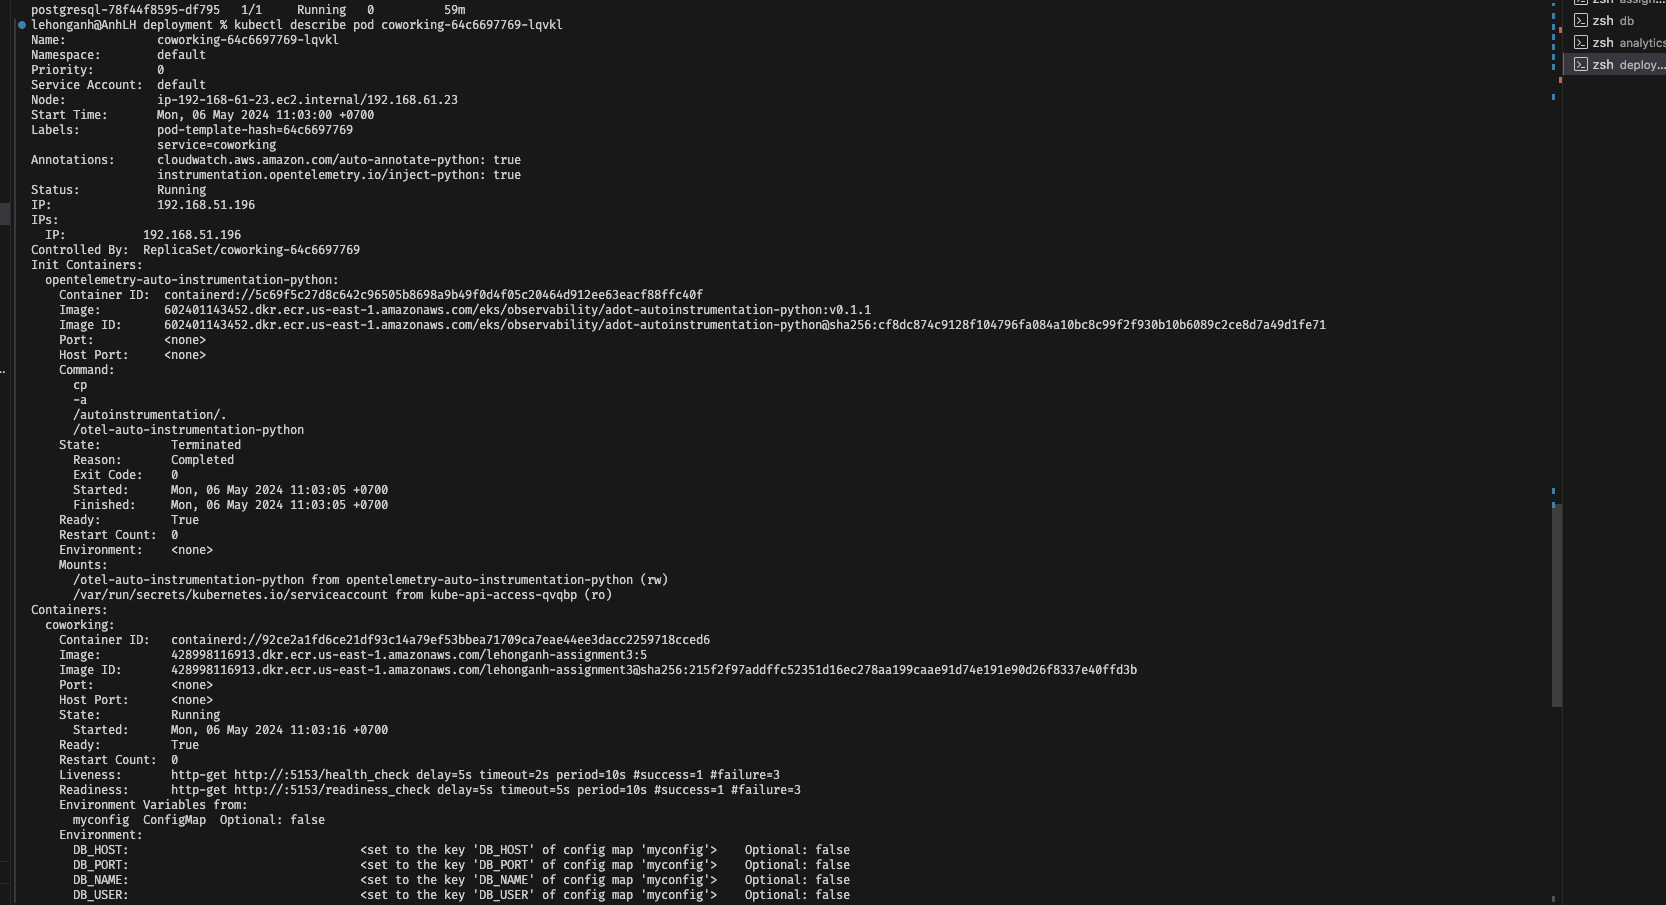 postgresql-78f44f8595-df795   1/1     Running   0          59m
lehonganh@AnhLH deployment % kubectl describe pod coworking-64c6697769-lqvkl
Name:             coworking-64c6697769-lqvkl
Namespace:        default
Priority:         0
Service Account:  default
Node:             ip-192-168-61-23.ec2.internal/192.168.61.23
Start Time:       Mon, 06 May 2024 11:03:00 +0700
Labels:           pod-template-hash=64c6697769
                  service=coworking
Annotations:      cloudwatch.aws.amazon.com/auto-annotate-python: true
                  instrumentation.opentelemetry.io/inject-python: true
Status:           Running
IP:               192.168.51.196
IPs:
  IP:           192.168.51.196
Controlled By:  ReplicaSet/coworking-64c6697769
Init Containers:
  opentelemetry-auto-instrumentation-python:
    Container ID:  containerd://5c69f5c27d8c642c96505b8698a9b49f0d4f05c20464d912ee63eacf88ffc40f
    Image:         602401143452.dkr.ecr.us-east-1.amazonaws.com/eks/observability/adot-autoinstrumentation-python:v0.1.1
    Image ID:      602401143452.dkr.ecr.us-east-1.amazonaws.com/eks/observability/adot-autoinstrumentation-python@sha256:cf8dc874c9128f104796fa084a10bc8c99f2f930b10b6089c2ce8d7a49d1fe71
    Port:          <none>
    Host Port:     <none>
    Command:
      cp
      -a
      /autoinstrumentation/.
      /otel-auto-instrumentation-python
    State:          Terminated
      Reason:       Completed
      Exit Code:    0
      Started:      Mon, 06 May 2024 11:03:05 +0700
      Finished:     Mon, 06 May 2024 11:03:05 +0700
    Ready:          True
    Restart Count:  0
    Environment:    <none>
    Mounts:
      /otel-auto-instrumentation-python from opentelemetry-auto-instrumentation-python (rw)
      /var/run/secrets/kubernetes.io/serviceaccount from kube-api-access-qvqbp (ro)
Containers:
  coworking:
    Container ID:   containerd://92ce2a1fd6ce21df93c14a79ef53bbea71709ca7eae44ee3dacc2259718cced6
    Image:          428998116913.dkr.ecr.us-east-1.amazonaws.com/lehonganh-assignment3:5
    Image ID:       428998116913.dkr.ecr.us-east-1.amazonaws.com/lehonganh-assignment3@sha256:215f2f97addffc52351d16ec278aa199caae91d74e191e90d26f8337e40ffd3b
    Port:           <none>
    Host Port:      <none>
    State:          Running
      Started:      Mon, 06 May 2024 11:03:16 +0700
    Ready:          True
    Restart Count:  0
    Liveness:       http-get http://:5153/health_check delay=5s timeout=2s period=10s #success=1 #failure=3
    Readiness:      http-get http://:5153/readiness_check delay=5s timeout=5s period=10s #success=1 #failure=3
    Environment Variables from:
      myconfig  ConfigMap  Optional: false
    Environment:
      DB_HOST:                                 <set to the key 'DB_HOST' of config map 'myconfig'>    Optional: false
      DB_PORT:                                 <set to the key 'DB_PORT' of config map 'myconfig'>    Optional: false
      DB_NAME:                                 <set to the key 'DB_NAME' of config map 'myconfig'>    Optional: false
      DB_USER:                                 <set to the key 'DB_USER' of config map 'myconfig'>    Optional: false
zsh db
zsh analytics
zsh deploy...